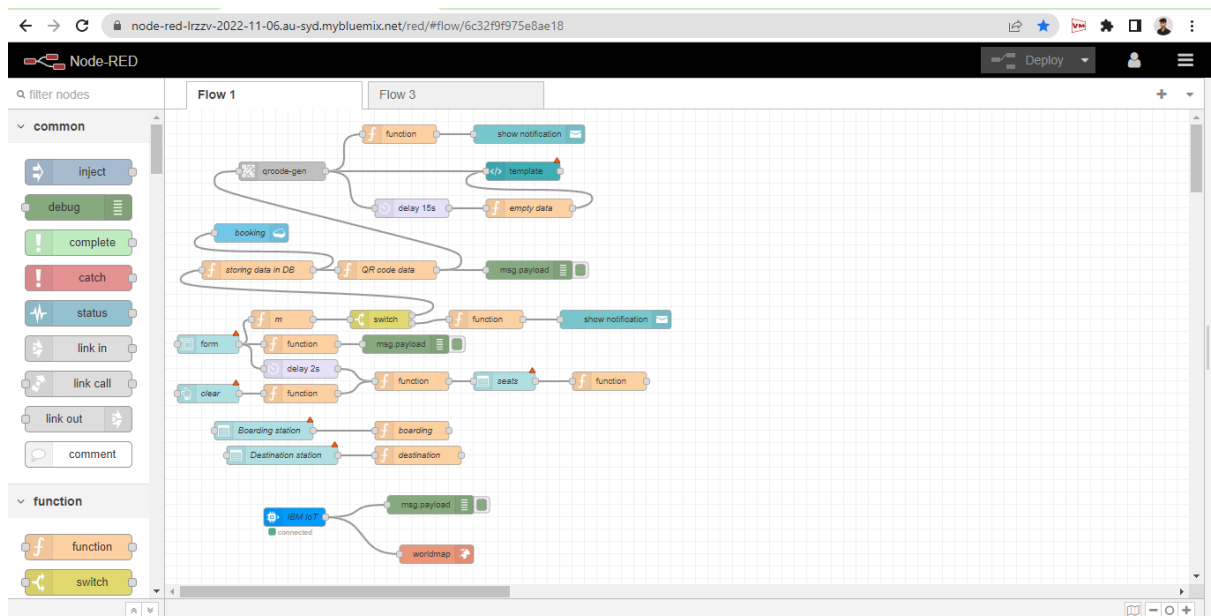 node-red-lrzzv-2022-11-06.au-syd.mybluemix.net/red/#flow/6c32f9f975e8ae18
Node-RED
Deploy
filter nodes
Flow 1
Flow 3
common
inject
debug
complete
catch
status
link in
link call
link out
comment
function
function
switch
function
show notification
qrcode-gen
template
delay 15s
empty data
booking
storing data in DB
QR code data
msg.payload
m
switch
function
show notification
form
function
msg.payload
delay 2s
function
seats
function
clear
function
Boarding station
boarding
Destination station
destination
msg.payload
IBM IoT
connected
worldmap